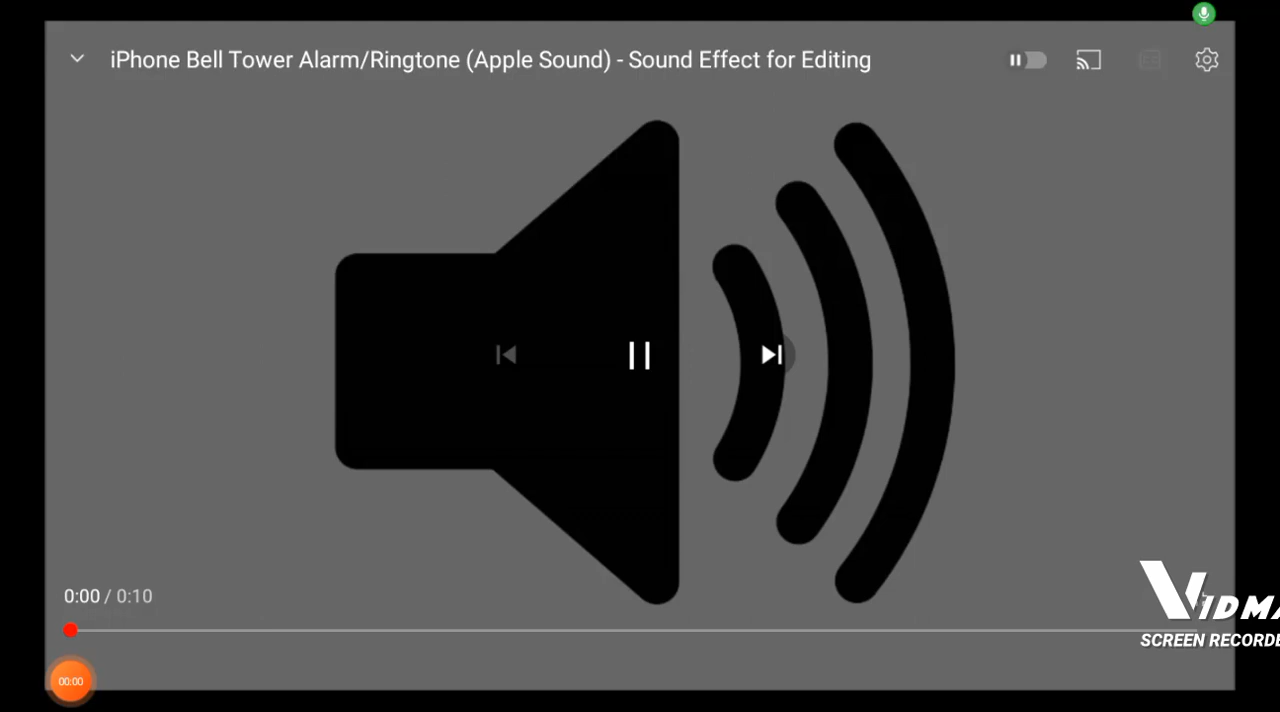 iPhone Bell Tower Alarm/Ringtone (Apple Sound) - Sound Effect for Editing
0:00 / 0:10
VIDMA
SCREEN RECORDE
00:00